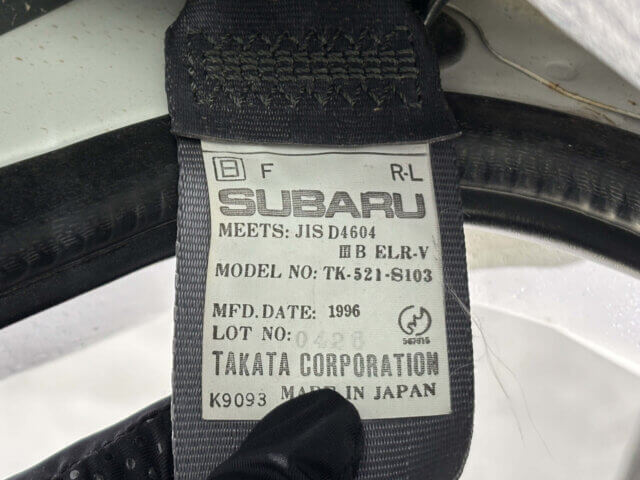 日 F R-L
SUBARU
MEETS: JIS D4604
ⅢB ELR-V
MODEL NO: TK-521-S103
MFD. DATE: 1996
LOT NO: 0426
TAKATA CORPORATION
K9093 MADE IN JAPAN